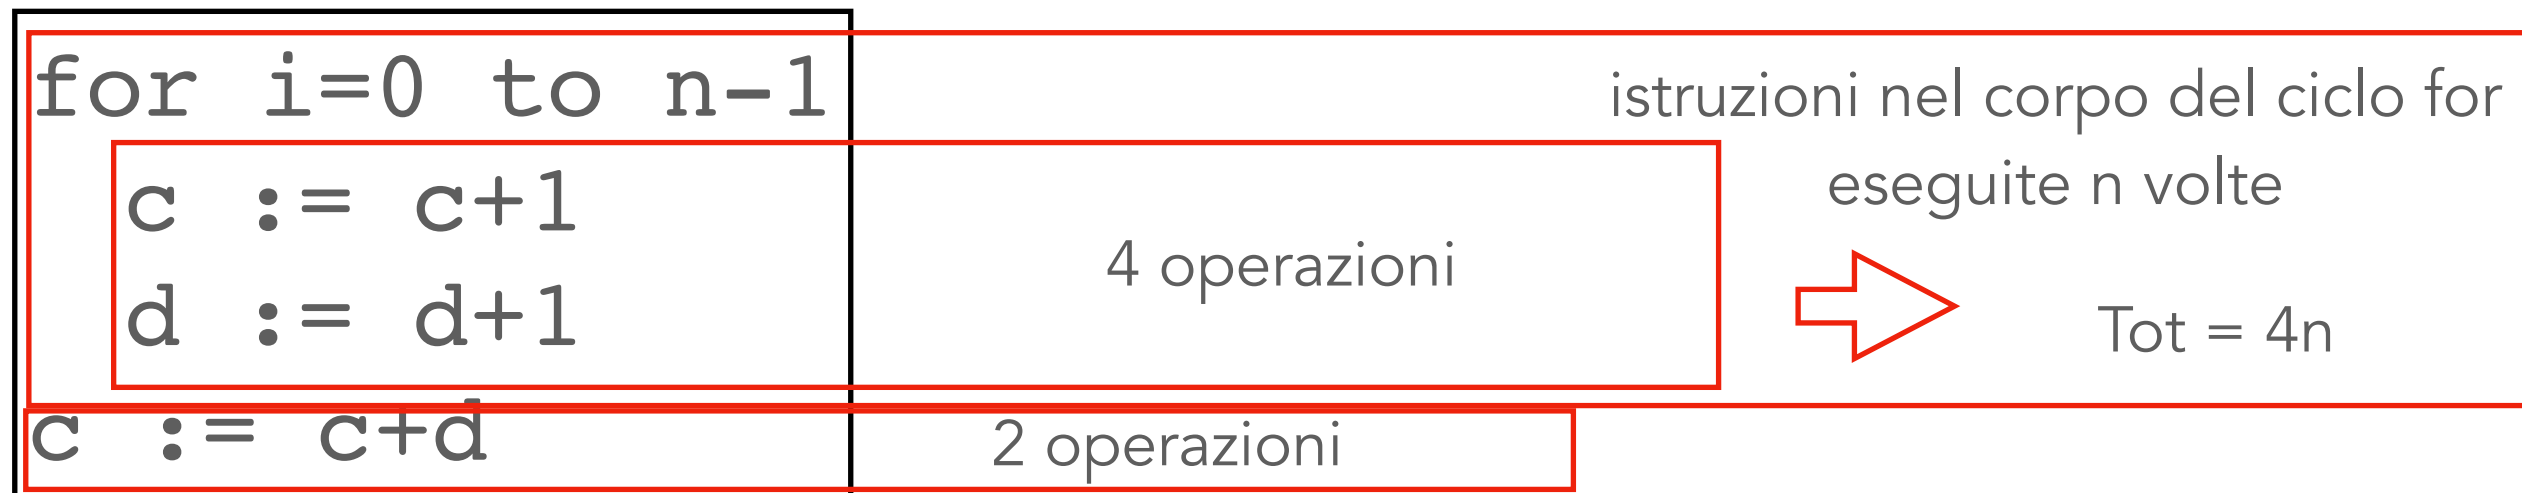 for i=0 to n-1
c := c+1
d := d+1
c := c+d
4 operazioni
2 operazioni
istruzioni nel corpo del ciclo for
eseguite n volte
Tot = 4n